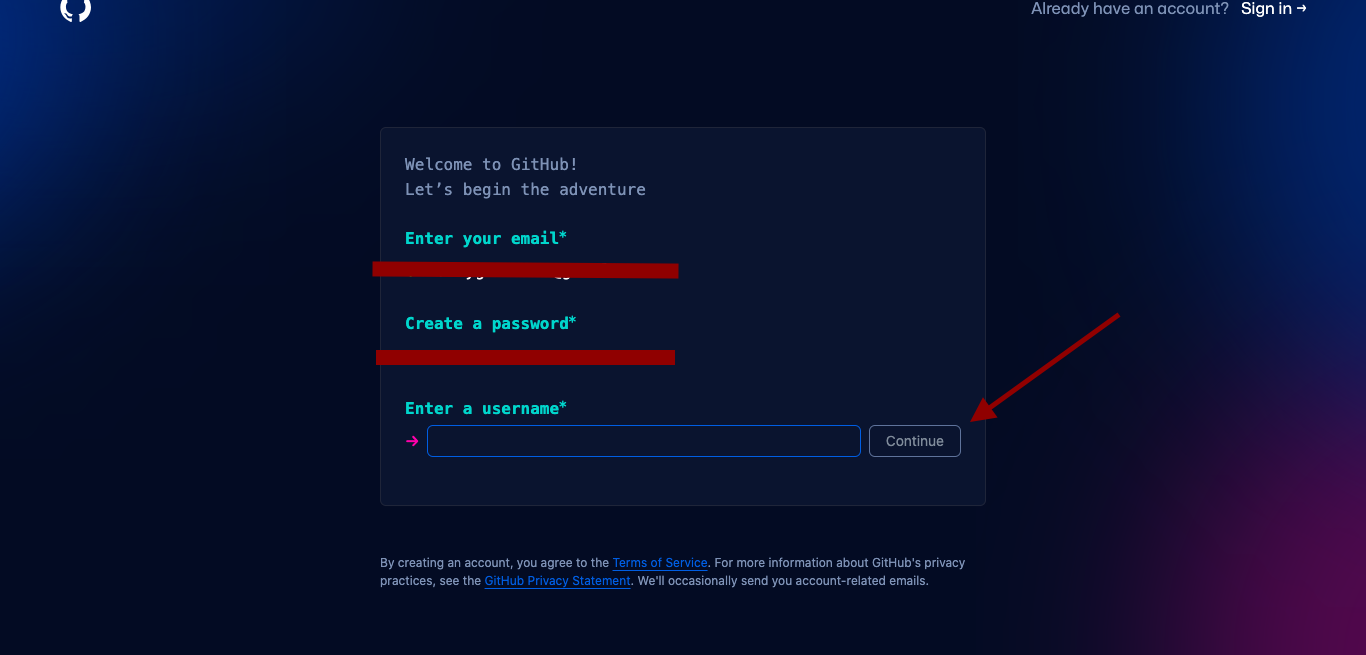 Already have an account? Sign in →
Welcome to GitHub!
Let’s begin the adventure
Enter your email*
Create a password*
Enter a username*
→
Continue
By creating an account, you agree to the Terms of Service. For more information about GitHub's privacy
practices, see the GitHub Privacy Statement. We'll occasionally send you account-related emails.